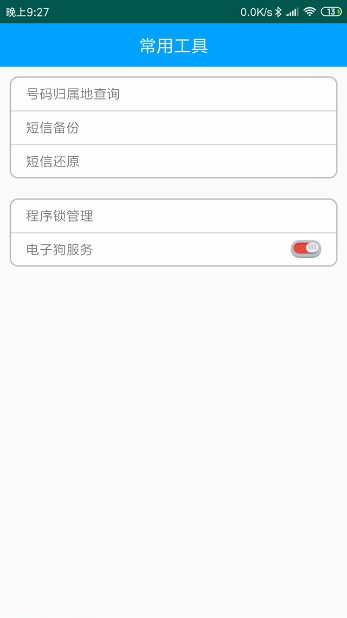 晚上9:27
0.0K/s
13
常用工具
号码归属地查询
短信备份
短信还原
程序锁管理
电子狗服务